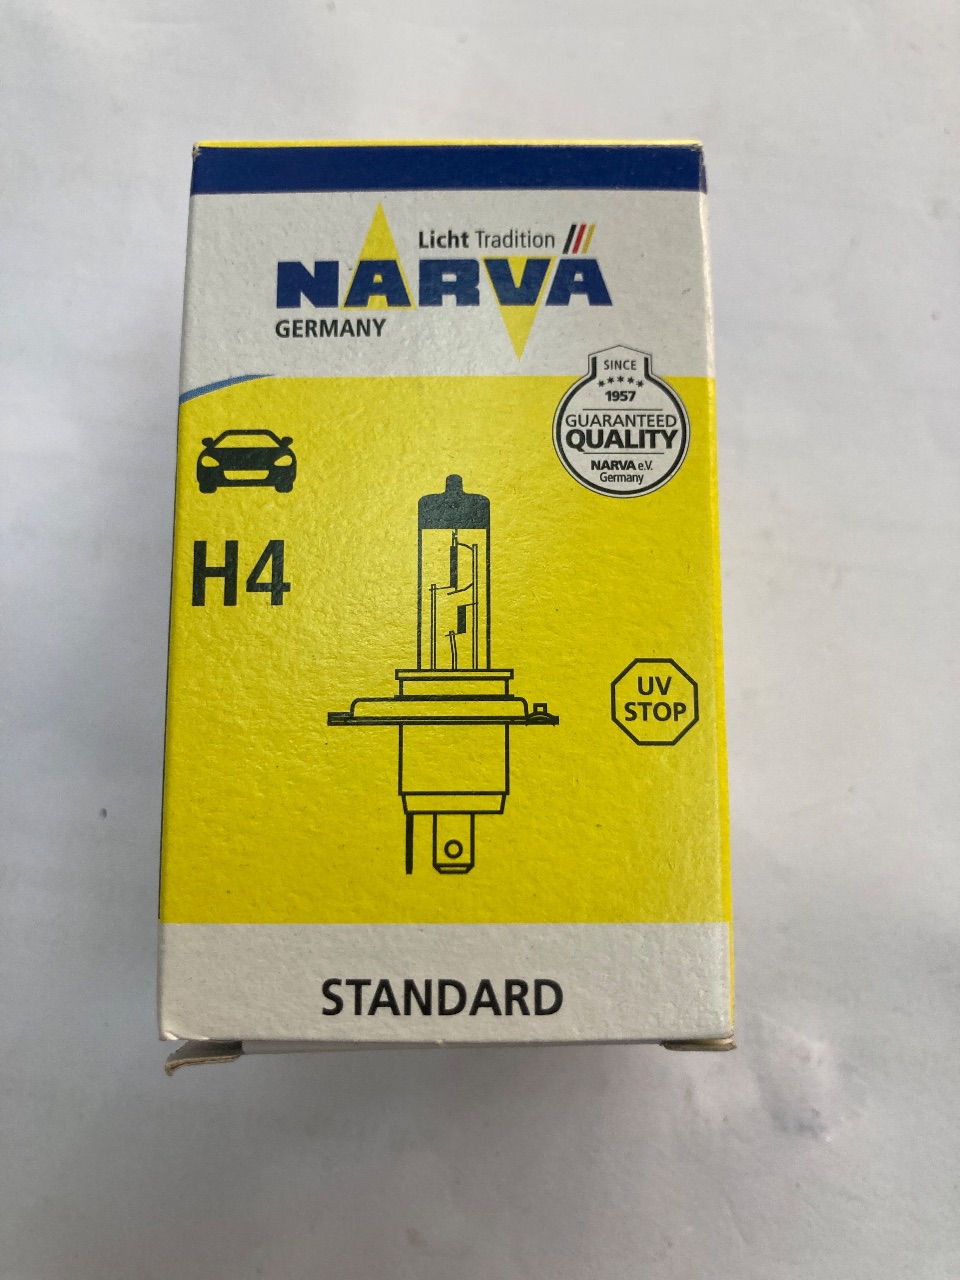 Licht Tradition
NARVA
GERMANY
SINCE
1957
GUARANTEED
QUALITY
NARVA e.V.
Germany
H4
UV
STOP
STANDARD